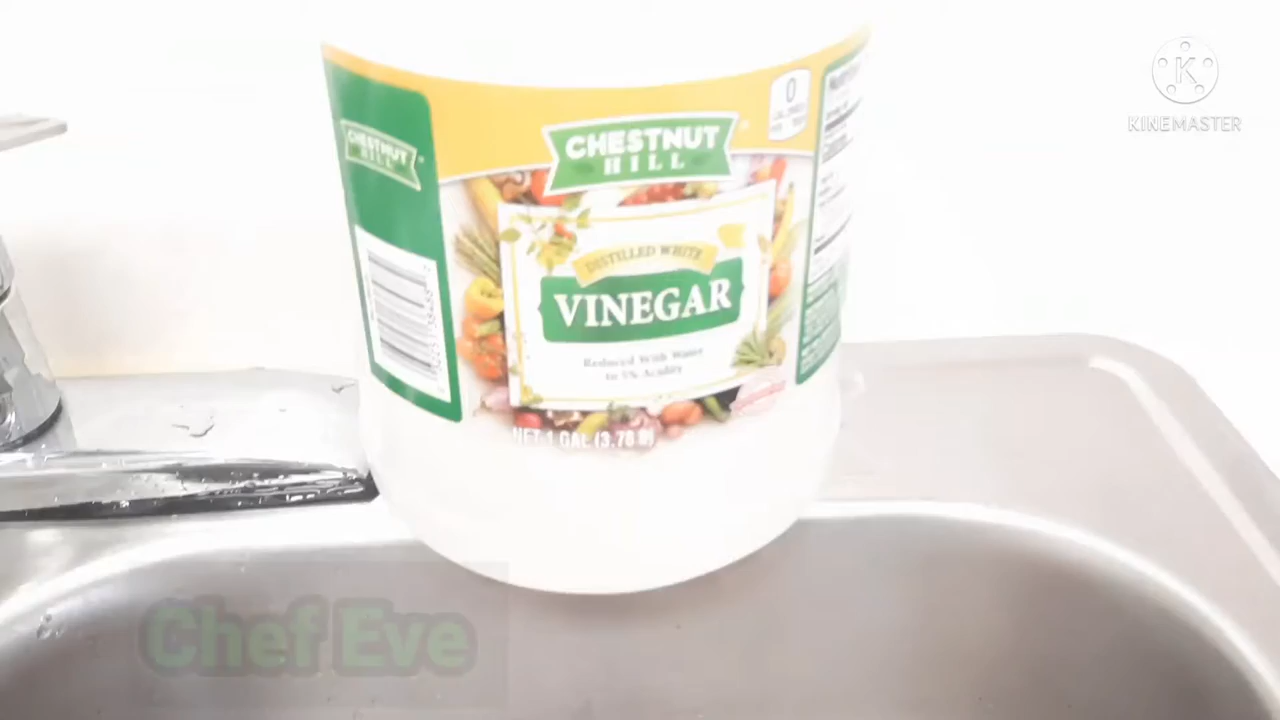 KINEMASTER
CHESTNUT
HILL
CHESTNUT
HILL
0
DISTILLED WHITE
VINEGAR
Reduced With Water
to 5% Acidity
NET 1 GAL (3.78
Chef Eve